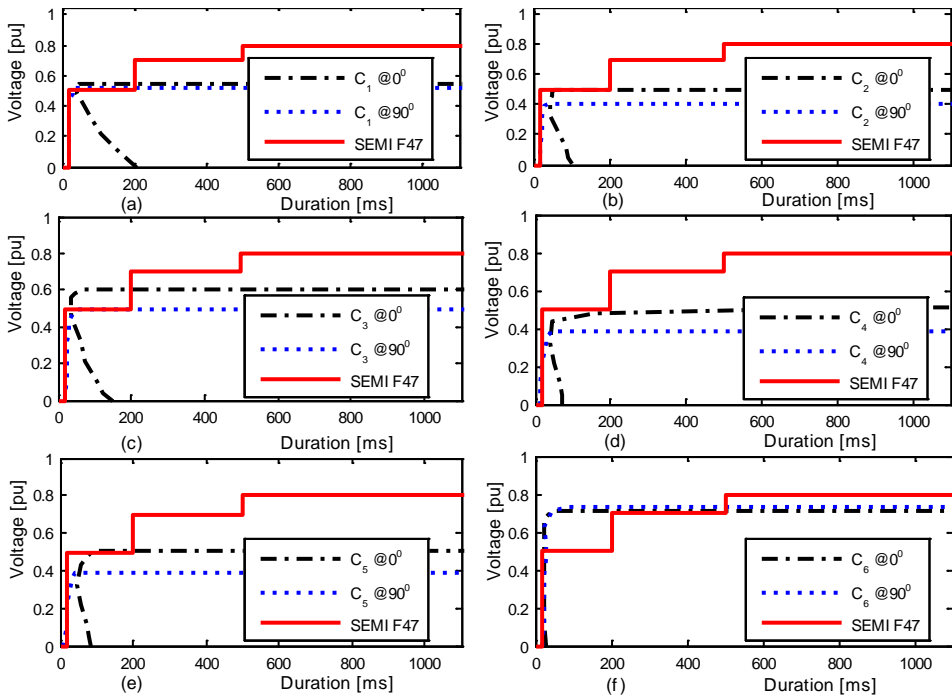 Voltage [pu]
1
0.8
0.6
0.4
0.2
0
0 200 400 600 800 1000
(a)
Duration [ms]
C1 @0⁰
C1 @90⁰
SEMI F47
Voltage [pu]
1
0.8
0.6
0.4
0.2
0
0 200 400 600 800 1000
(b)
Duration [ms]
C2 @0⁰
C2 @90⁰
SEMI F47
Voltage [pu]
1
0.8
0.6
0.4
0.2
0
0 200 400 600 800 1000
(c)
Duration [ms]
C3 @0⁰
C3 @90⁰
SEMI F47
Voltage [pu]
1
0.8
0.6
0.4
0.2
0
0 200 400 600 800 1000
(d)
Duration [ms]
C4 @0⁰
C4 @90⁰
SEMI F47
Voltage [pu]
1
0.8
0.6
0.4
0.2
0
0 200 400 600 800 1000
(e)
Duration [ms]
C5 @0⁰
C5 @90⁰
SEMI F47
Voltage [pu]
1
0.8
0.6
0.4
0.2
0
0 200 400 600 800 1000
(f)
Duration [ms]
C6 @0⁰
C6 @90⁰
SEMI F47